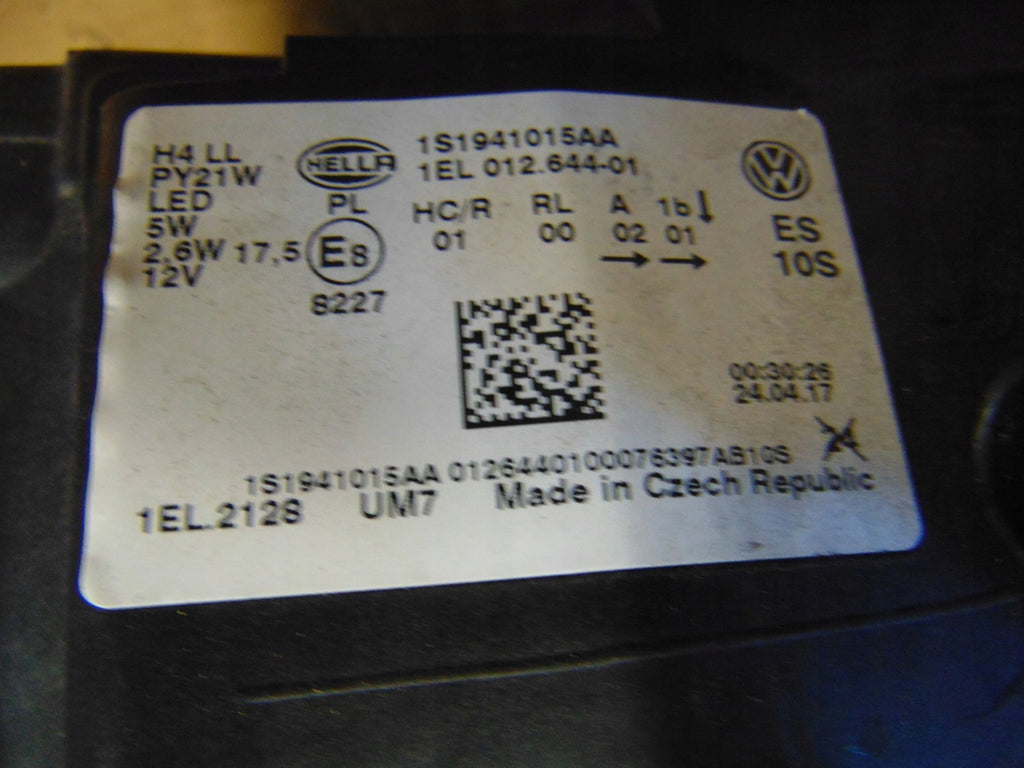 H4 LL
PY21W
LED
5W
2,6W 17,5
12V
HELLA
PL
E8
8227
1S1941015AA
1EL 012.644-01
HC/R RL A 1b↓
01 00 02 01
→ →
VW
ES
10S
00:30:26
24.04.17
1S1941015AA 0126440100076397AB10S
1EL.2128 UM7 Made in Czech Republic